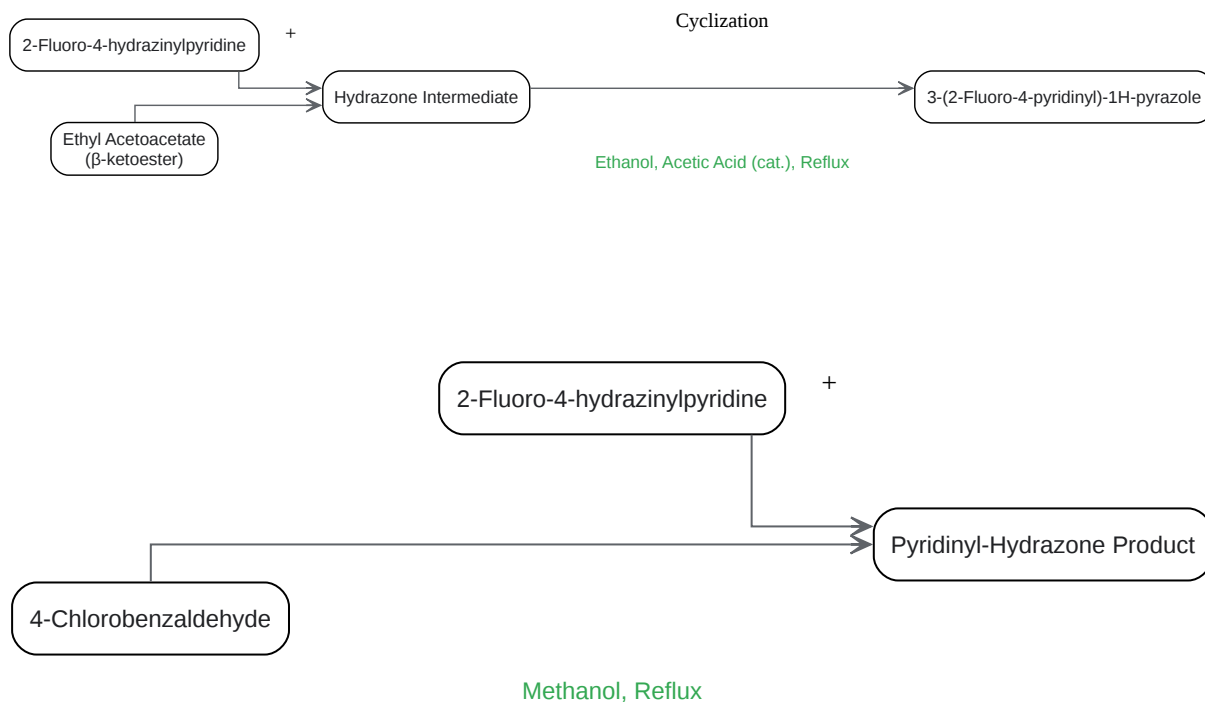 Cyclization
2-Fluoro-4-hydrazinylpyridine
+
Hydrazone Intermediate
3-(2-Fluoro-4-pyridinyl)-1H-pyrazole
Ethyl Acetoacetate
(β-ketoester)
Ethanol, Acetic Acid (cat.), Reflux
2-Fluoro-4-hydrazinylpyridine
+
Pyridinyl-Hydrazone Product
4-Chlorobenzaldehyde
Methanol, Reflux